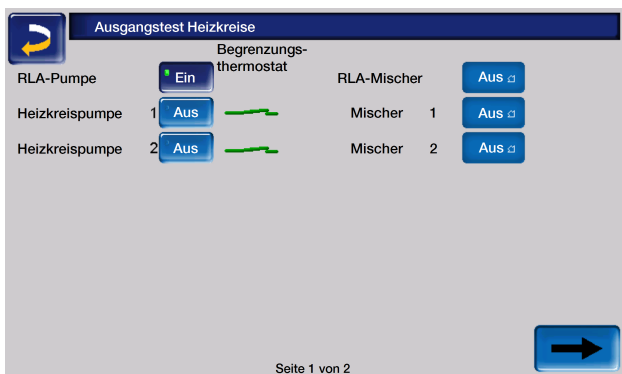 Ausgangstest Heizkreise
Begrenzungs-
thermostat
RLA-Pumpe Ein RLA-Mischer Aus
Heizkreispumpe 1 Aus Mischer 1 Aus
Heizkreispumpe 2 Aus Mischer 2 Aus
Seite 1 von 2